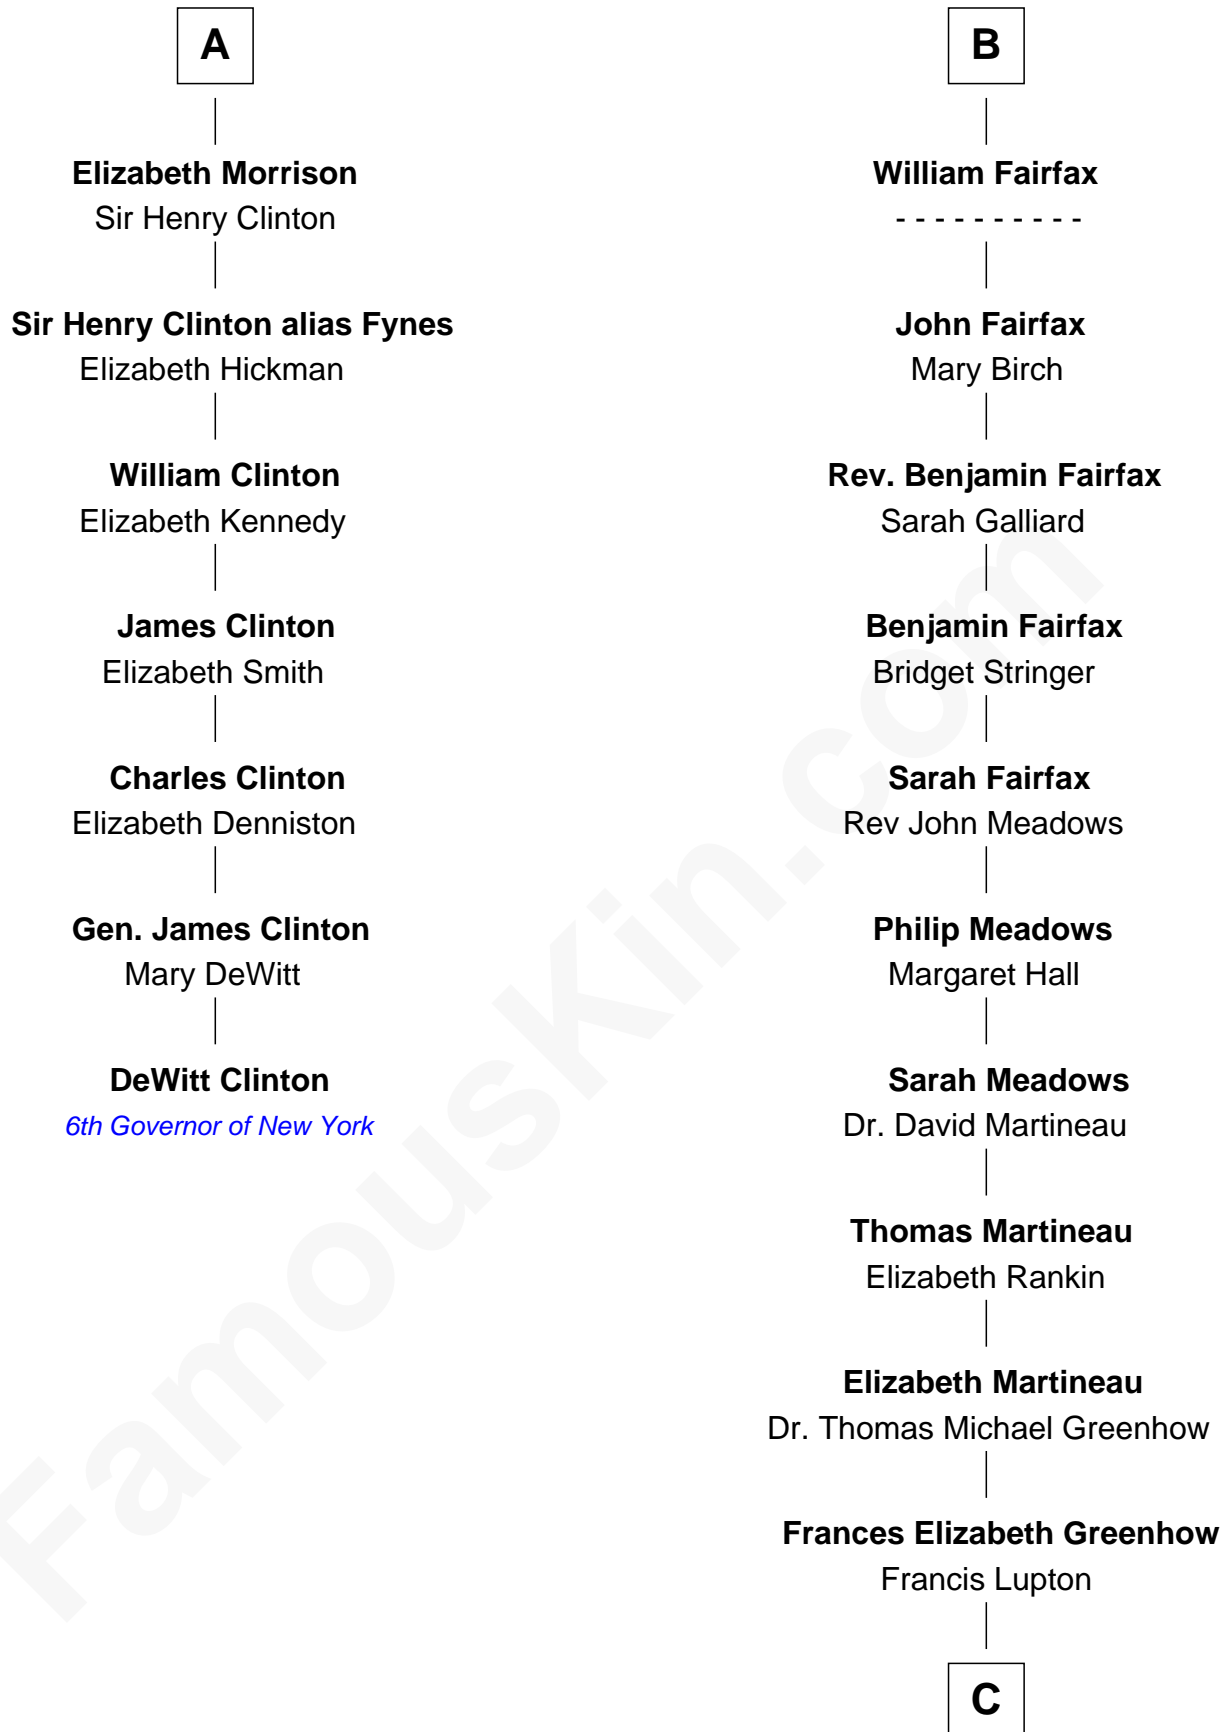 A
Elizabeth Morrison
Sir Henry Clinton
Sir Henry Clinton alias Fynes
Elizabeth Hickman
William Clinton
Elizabeth Kennedy
James Clinton
Elizabeth Smith
Charles Clinton
Elizabeth Denniston
Gen. James Clinton
Mary DeWitt
DeWitt Clinton
6th Governor of New York
B
William Fairfax
- - - - - - - - - -
John Fairfax
Mary Birch
Rev. Benjamin Fairfax
Sarah Galliard
Benjamin Fairfax
Bridget Stringer
Sarah Fairfax
Rev John Meadows
Philip Meadows
Margaret Hall
Sarah Meadows
Dr. David Martineau
Thomas Martineau
Elizabeth Rankin
Elizabeth Martineau
Dr. Thomas Michael Greenhow
Frances Elizabeth Greenhow
Francis Lupton
C
FamousKin.com